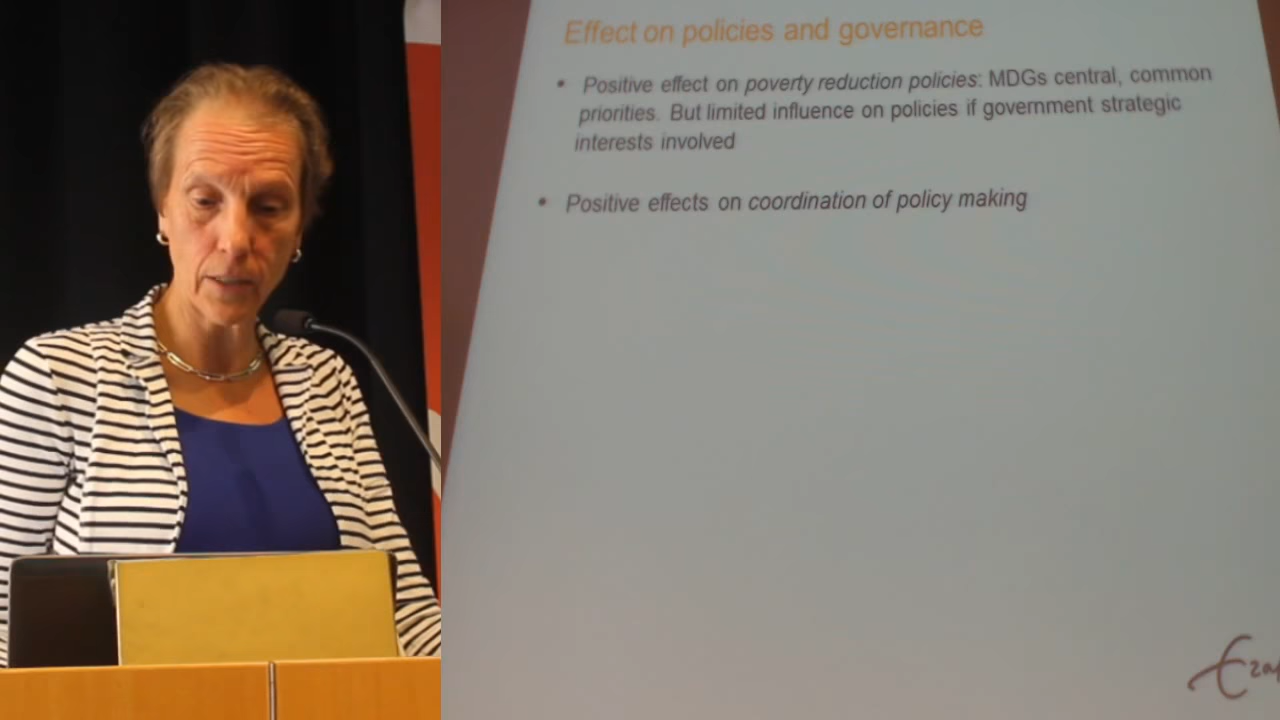 Effect on policies and governance
• Positive effect on poverty reduction policies: MDGs central, common
priorities. But limited influence on policies if government strategic
interests involved
• Positive effects on coordination of policy making